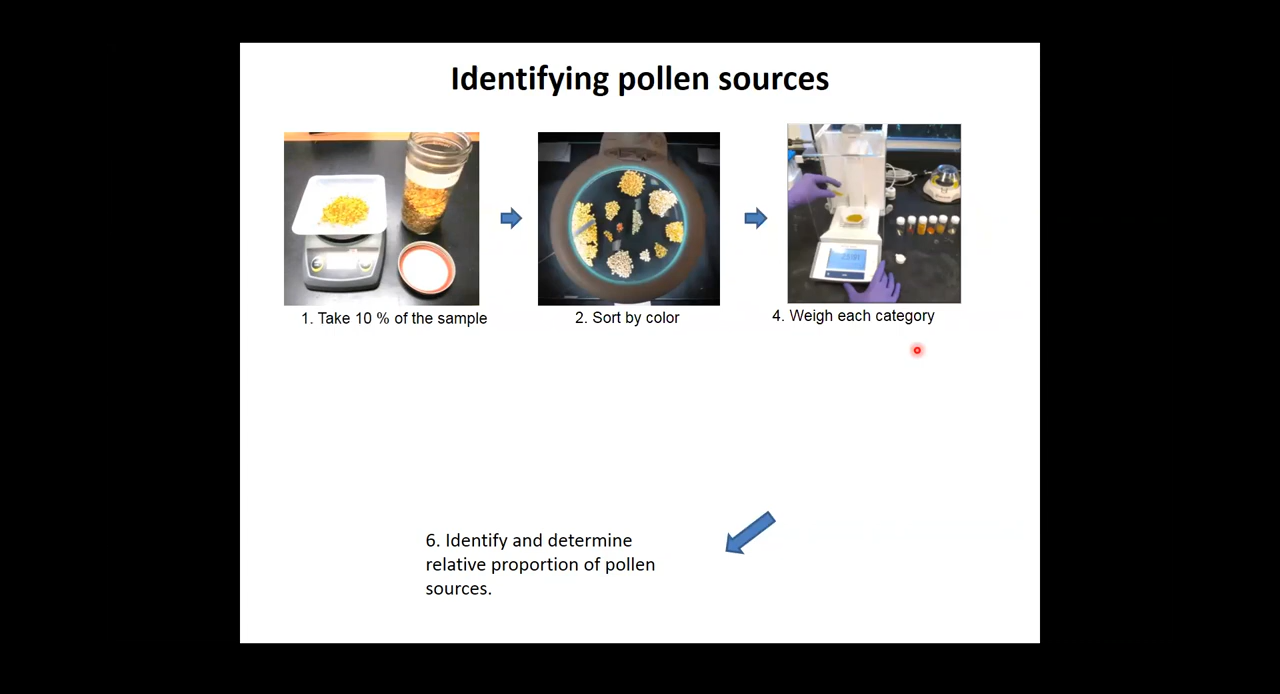 Identifying pollen sources
1. Take 10 % of the sample
2. Sort by color
4. Weigh each category
6. Identify and determine
relative proportion of pollen
sources.